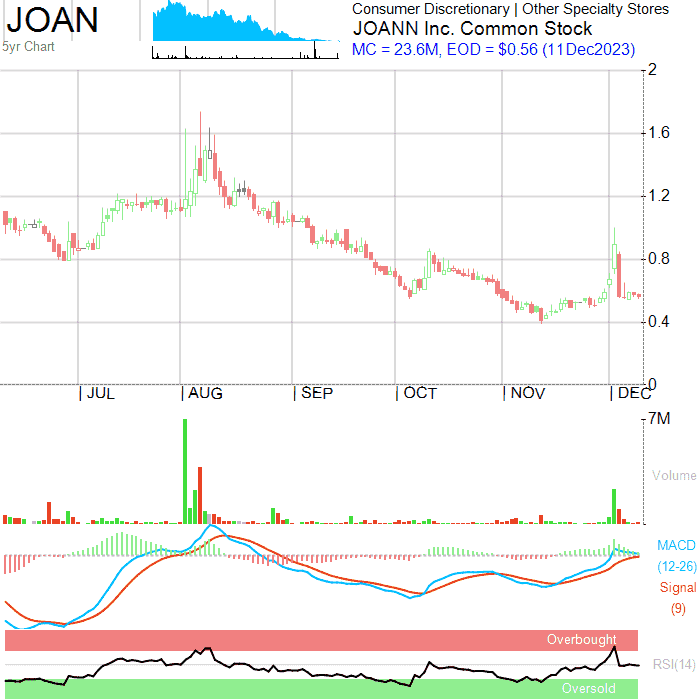 JOAN
5yr Chart
Consumer Discretionary | Other Specialty Stores
JOANN Inc. Common Stock
MC = 23.6M, EOD = $0.56 (11Dec2023)
2
1.6
1.2
0.8
0.4
0
|JUL |AUG |SEP |OCT |NOV |DEC
7M
Volume
MACD
(12-26)
Signal
(9)
Overbought
RSI(14)
Oversold